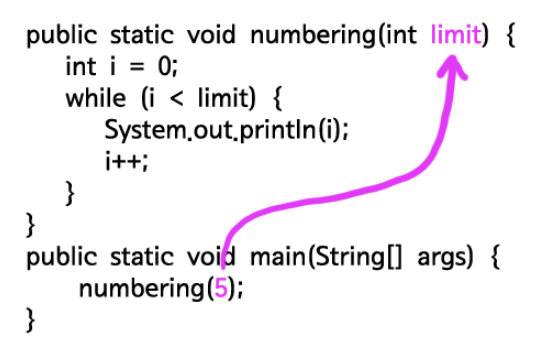 public static void numbering(int limit) {
int i = 0;
while (i < limit) {
System.out.println(i);
i++;
}
}
public static void main(String[] args) {
numbering(5);
}